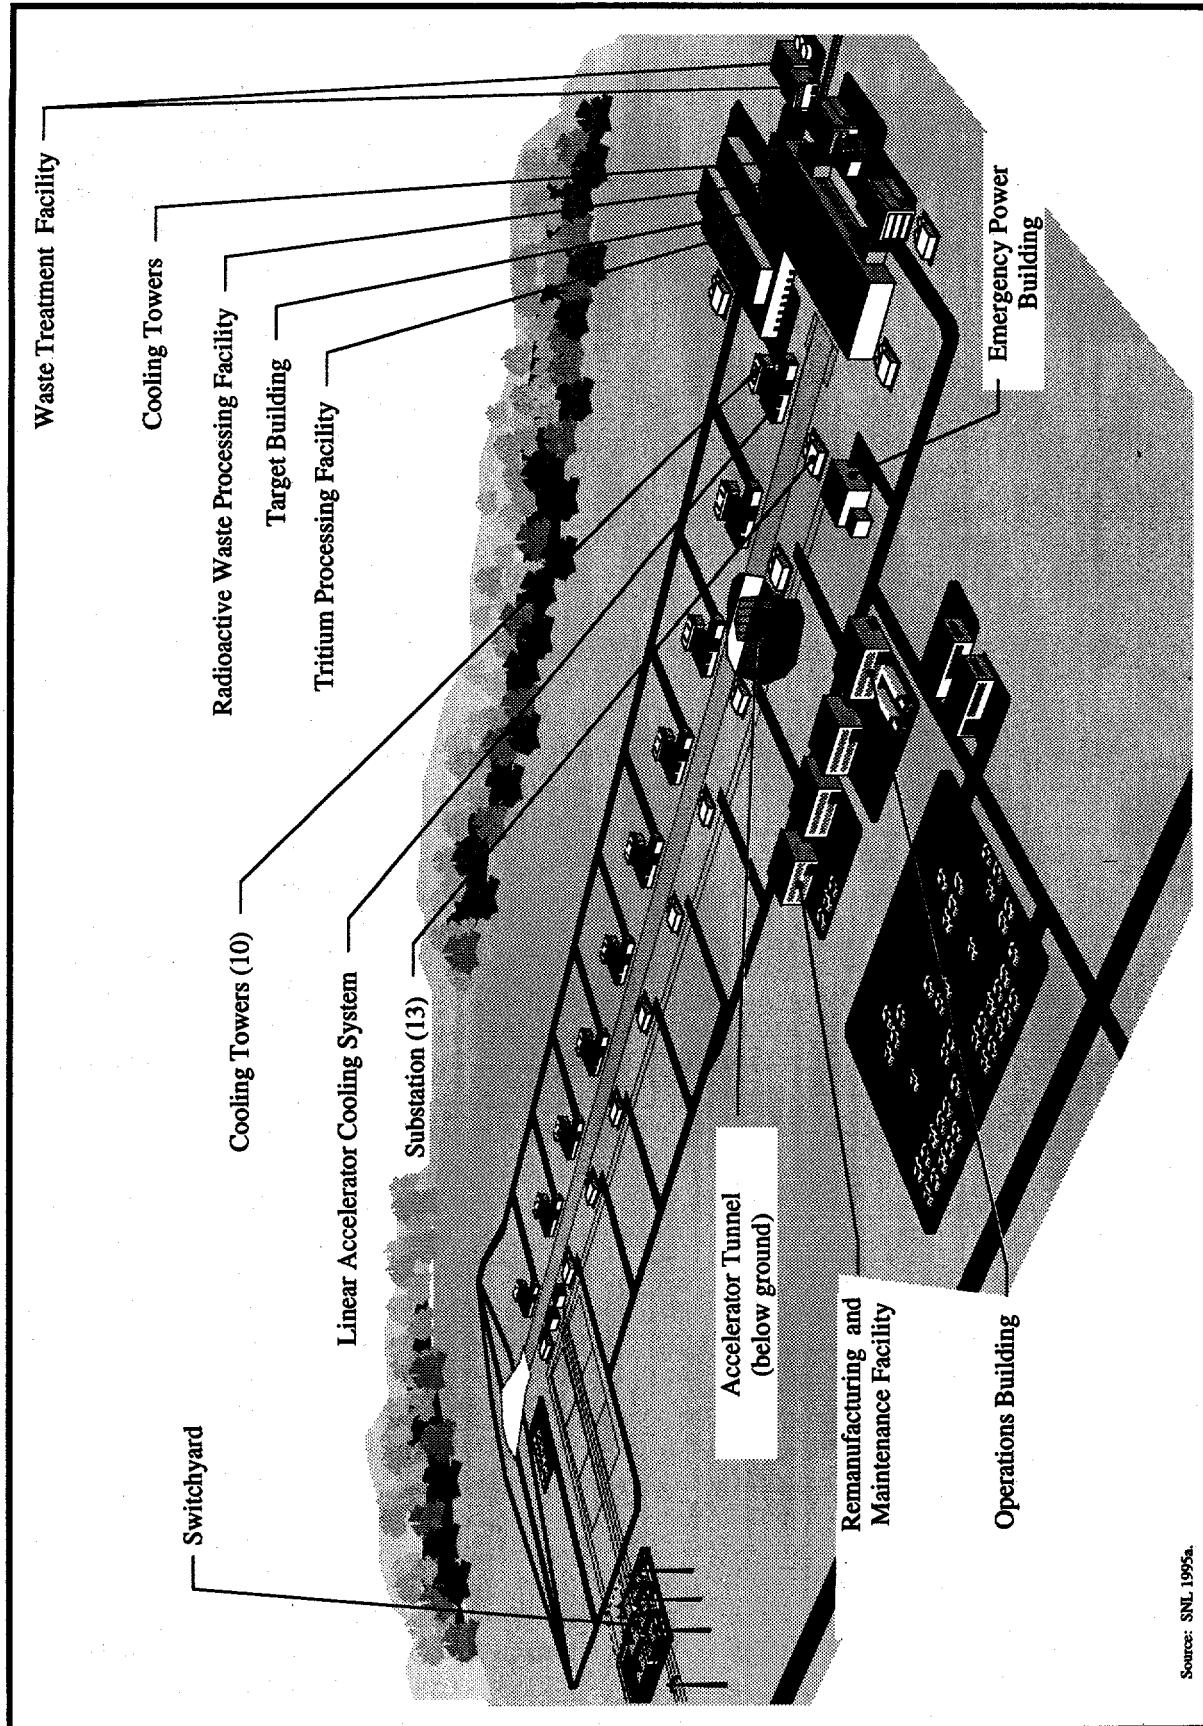 Waste Treatment Facility
Cooling Towers
Radioactive Waste Processing Facility
Target Building
Tritium Processing Facility
Cooling Towers (10)
Linear Accelerator Cooling System
Substation (13)
Switchyard
Emergency Power
Building
Accelerator Tunnel
(below ground)
Remanufacturing and
Maintenance Facility
Operations Building
Source: SNL 1995a.